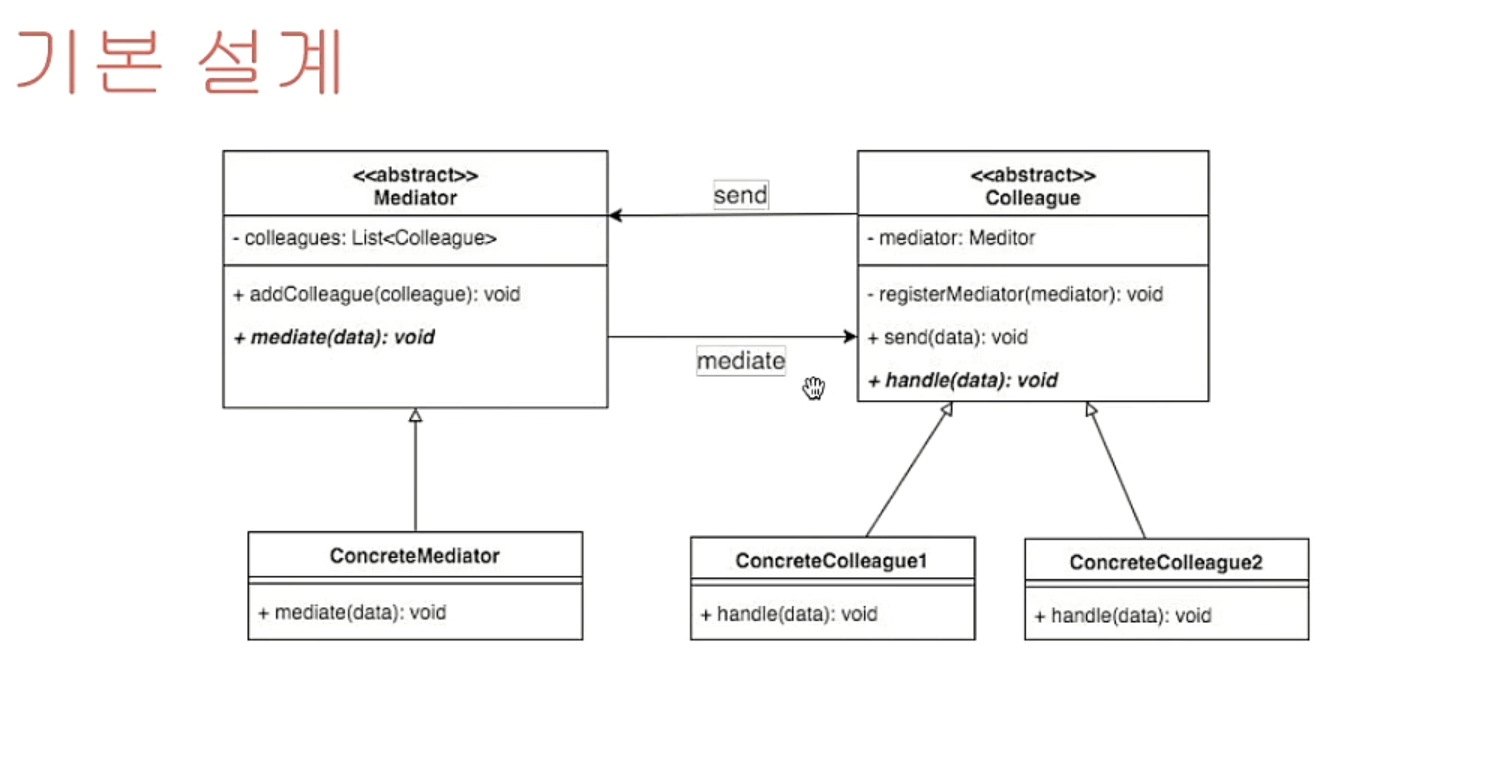 기본 설계
<<abstract>>
Mediator
- colleagues: List<Colleague>
+ addColleague(colleague): void
+ mediate(data): void
send
mediate
<<abstract>>
Colleague
- mediator: Meditor
- registerMediator(mediator): void
+ send(data): void
+ handle(data): void
ConcreteMediator
+ mediate(data): void
ConcreteColleague1
+ handle(data): void
ConcreteColleague2
+ handle(data): void